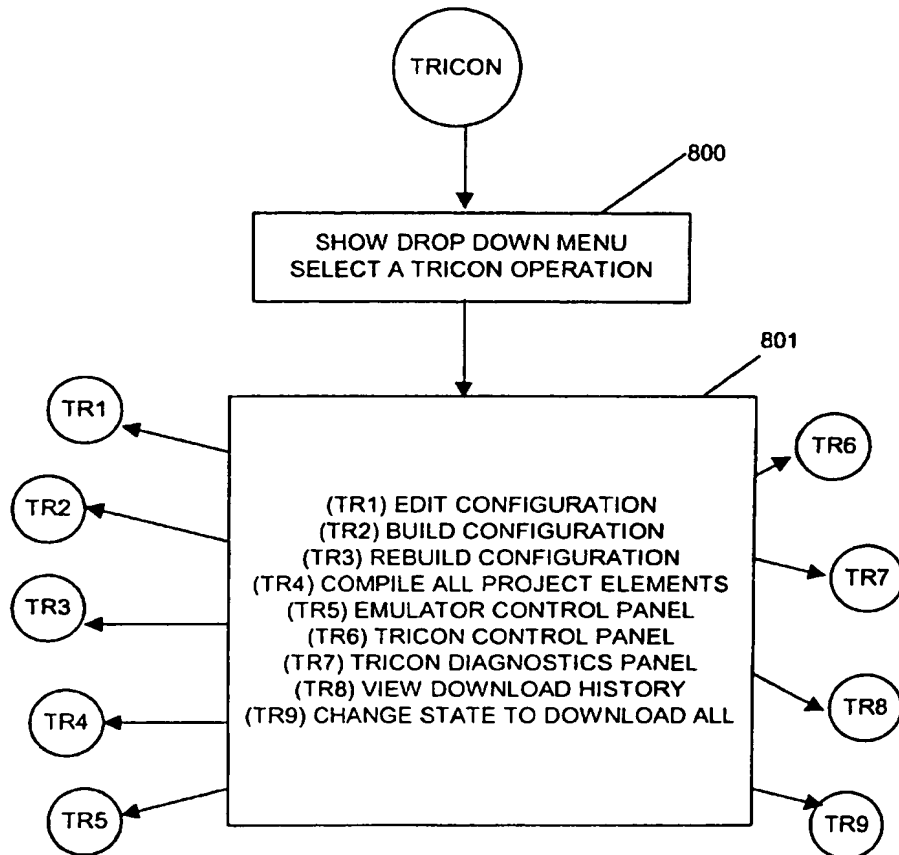 TRICON
800
SHOW DROP DOWN MENU
SELECT A TRICON OPERATION
801
TR1
TR2
TR3
TR4
TR5
(TR1) EDIT CONFIGURATION
(TR2) BUILD CONFIGURATION
(TR3) REBUILD CONFIGURATION
(TR4) COMPILE ALL PROJECT ELEMENTS
(TR5) EMULATOR CONTROL PANEL
(TR6) TRICON CONTROL PANEL
(TR7) TRICON DIAGNOSTICS PANEL
(TR8) VIEW DOWNLOAD HISTORY
(TR9) CHANGE STATE TO DOWNLOAD ALL
TR6
TR7
TR8
TR9